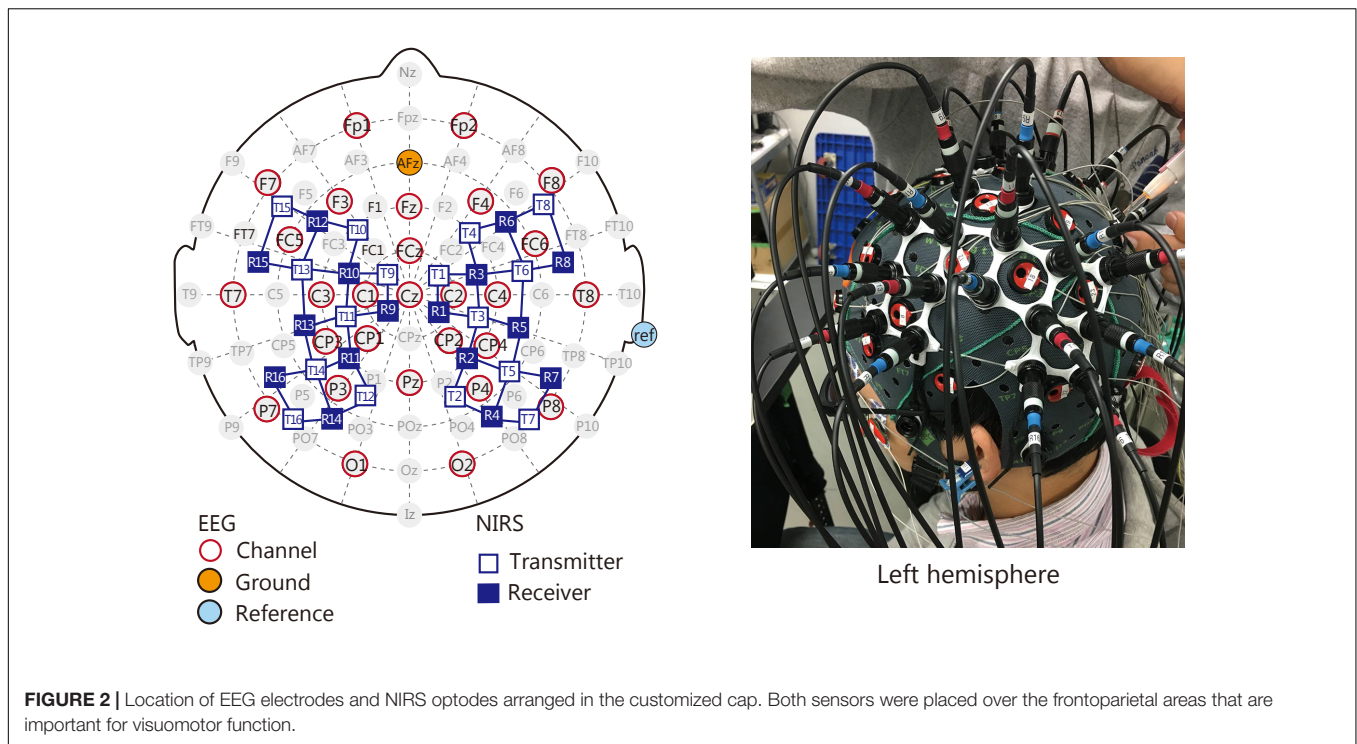 Nz
Fp1 Fpz Fp2
AF7 AF3 AFz AF4 AF8
F9 F7 F5 F3 F1 Fz F2 F4 F6 F8 F10
T15 R12 T10 T4 R6 T8
FT9 FT7 FC5 FC3 FC1 FCz FC2 FC4 FC6 FT8 FT10
R15 T13 R10 T9 T1 R3 T6 R8
T9 T7 C5 C3 C1 Cz C2 C4 C6 T8 T10
R13 T11 R9 R1 T3 R5
ref
TP9 TP7 CP5 CP3 CP1 CPz CP2 CP4 CP6 TP8 TP10
R11 R2
R16 T14 T5 R7
P9 P7 P5 P3 P1 Pz P2 P4 P6 P8 P10
T12 T2
T16 R14 R4 T7
PO7 PO3 POz PO4 PO8
O1 Oz O2
Iz
EEG
Channel
Ground
Reference
NIRS
Transmitter
Receiver
Left hemisphere
FIGURE 2 | Location of EEG electrodes and NIRS optodes arranged in the customized cap. Both sensors were placed over the frontoparietal areas that are
important for visuomotor function.